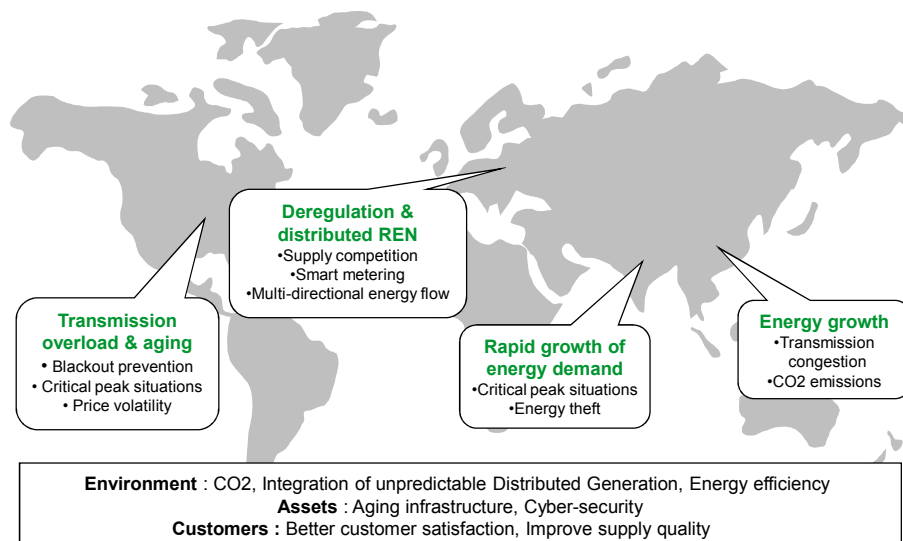 Deregulation &
distributed REN
•Supply competition
•Smart metering
•Multi-directional energy flow
Transmission
overload & aging
• Blackout prevention
• Critical peak situations
• Price volatility
Rapid growth of
energy demand
•Critical peak situations
•Energy theft
Energy growth
•Transmission
congestion
•CO2 emissions
Environment : CO2, Integration of unpredictable Distributed Generation, Energy efficiency
Assets : Aging infrastructure, Cyber-security
Customers : Better customer satisfaction, Improve supply quality